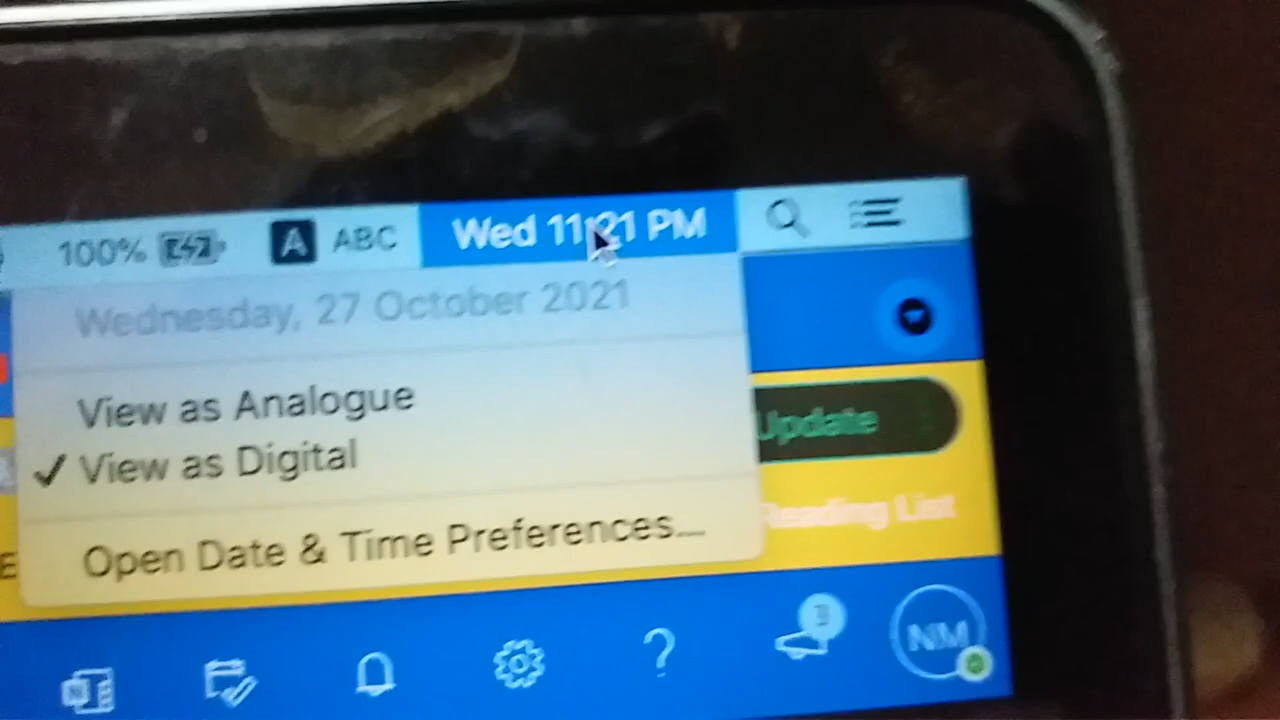 100% A ABC Wed 11:21 PM
Wednesday, 27 October 2021
View as Analogue
View as Digital
Update
Reading List
Open Date & Time Preferences...
E
N
3
NM